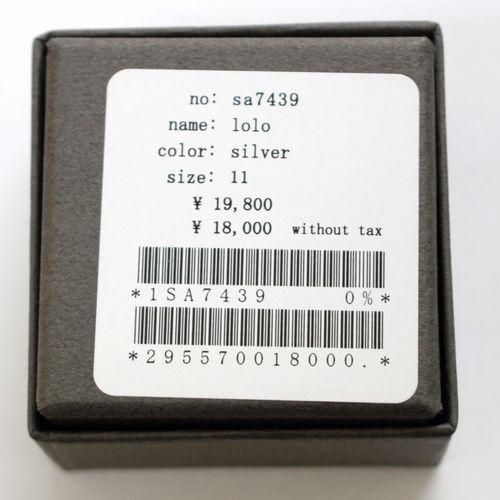 no: sa7439
name: lolo
color: silver
size: 11
¥ 19,800
¥ 18,000 without tax
*1SA7439 0%*
*295570018000.*